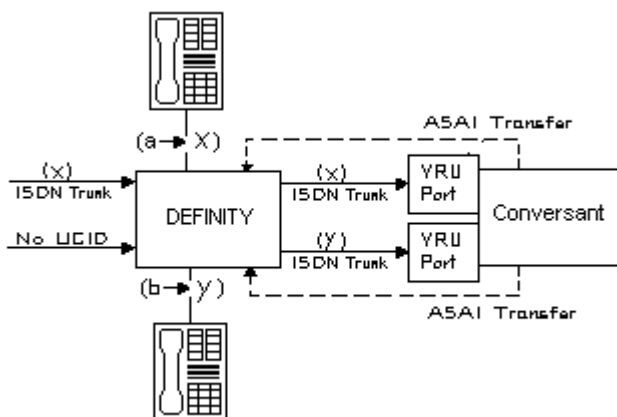 ASAI Transfer
(a→ X)
(x)
ISDN Trunk
(x)
ISDN Trunk
VRU
Port
DEFINITY
Conversant
No UCID
(y)
ISDN Trunk
VRU
Port
(b→ y)
ASAI Transfer